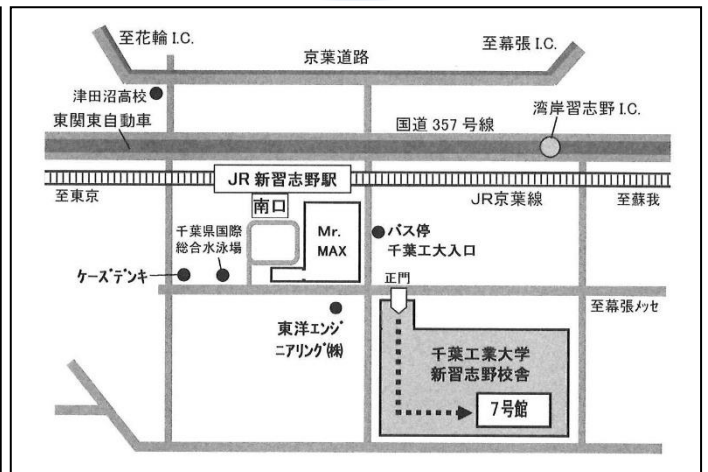 至花輪 I.C.
京葉道路
至幕張 I.C.
津田沼高校
東関東自動車
国道 357 号線
湾岸習志野 I.C.
JR 新習志野駅
至東京
JR京葉線
至蘇我
南口
千葉県国際
総合水泳場
Mr.
MAX
バス停
千葉工大入口
ケーズデンキ
正門
至幕張メッセ
東洋エンジ
ニアリング㈱
千葉工業大学
新習志野校舎
7号館